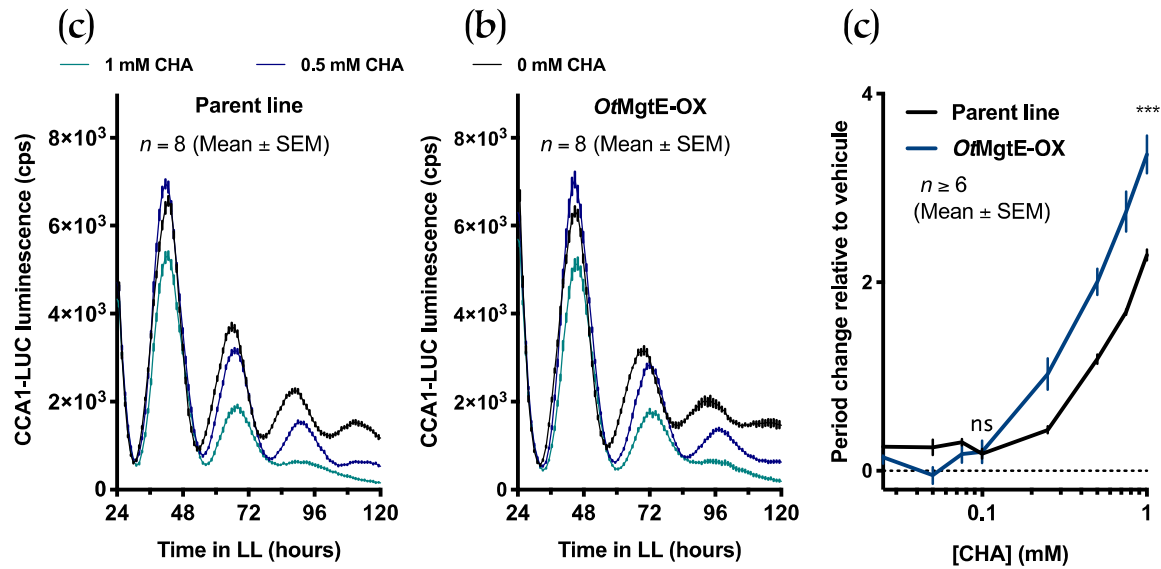 (c)
(b)
(c)
1 mM CHA
0.5 mM CHA
0 mM CHA
Parent line
n = 8 (Mean ± SEM)
CCA1-LUC luminescence (cps)
8×10³
6×10³
4×10³
2×10³
0
24
48
72
96
120
Time in LL (hours)
OtMgtE-OX
n = 8 (Mean ± SEM)
CCA1-LUC luminescence (cps)
8×10³
6×10³
4×10³
2×10³
0
24
48
72
96
120
Time in LL (hours)
Parent line
OtMgtE-OX
n ≥ 6
(Mean ± SEM)
***
ns
Period change relative to vehicule
4
2
0
0.1
1
[CHA] (mM)